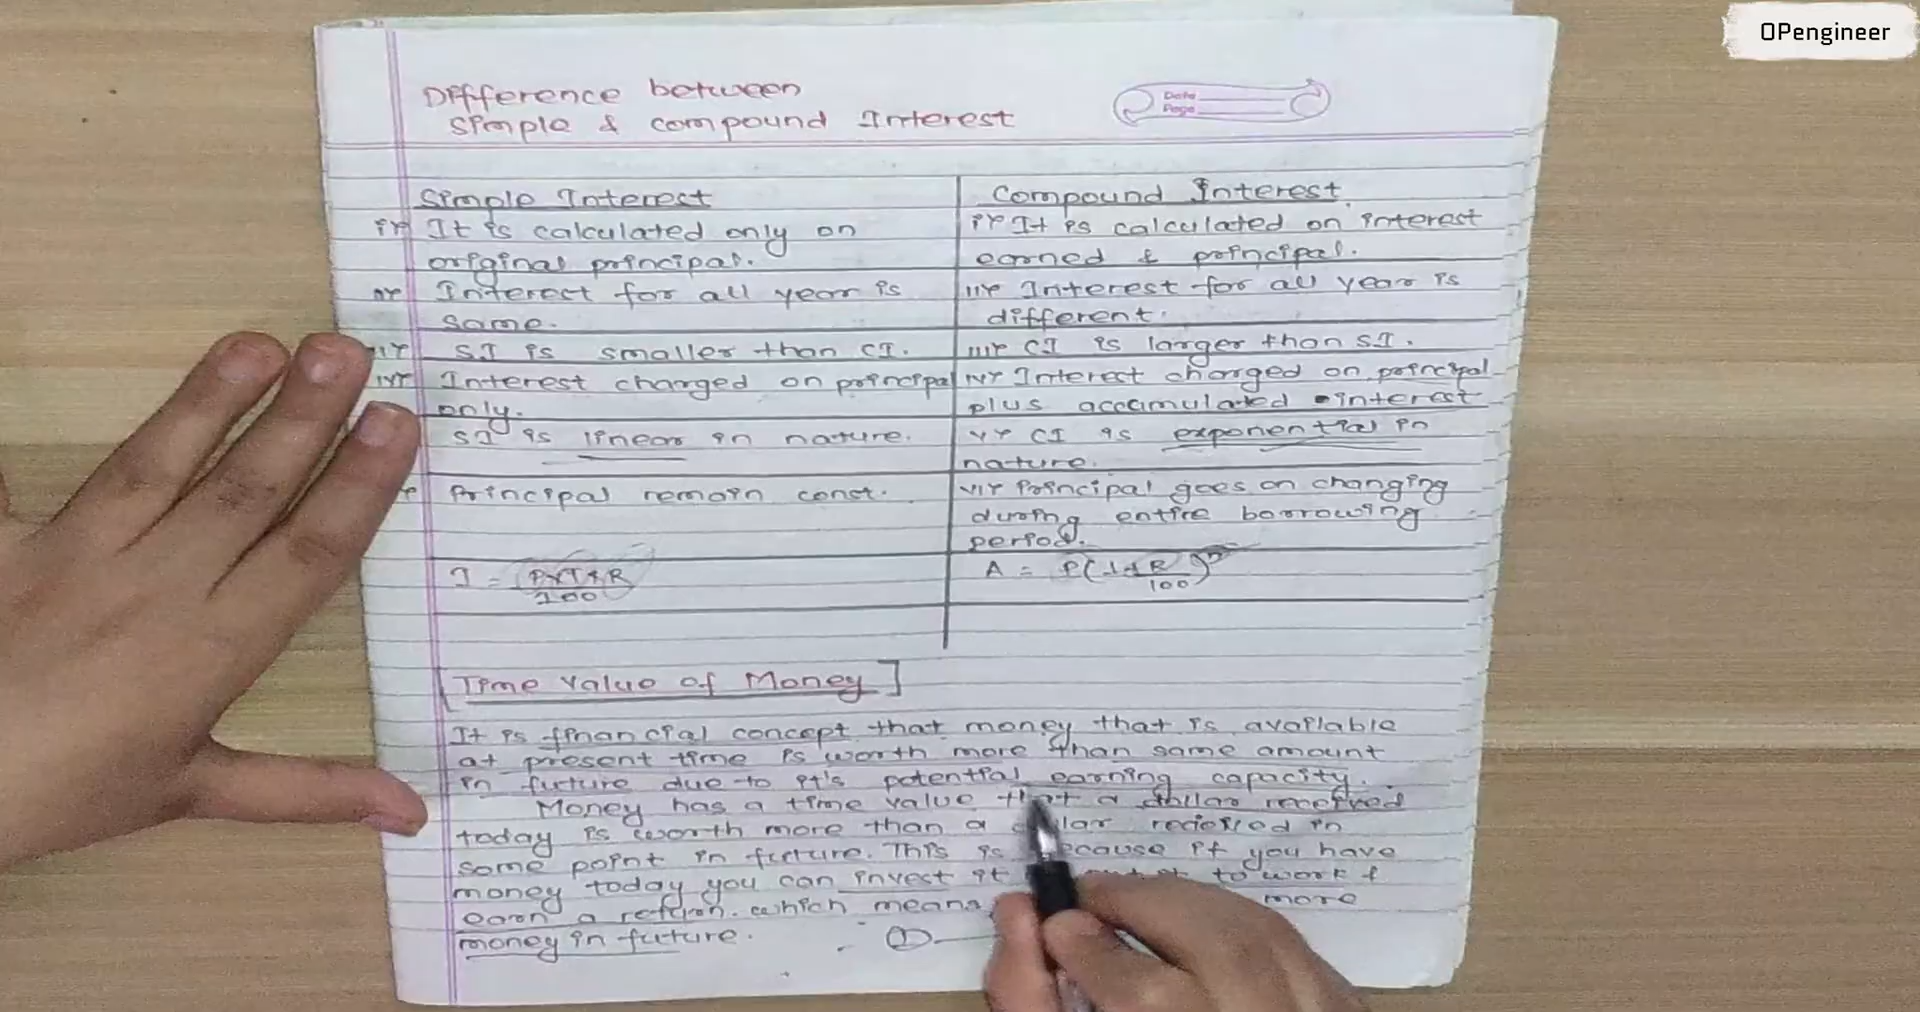 OPengineer
Difference between
Simple & compound Interest
Date
Page
Simple Interest
Compound Interest
i) It is calculated only on
original principal.
i) It is calculated on interest
earned & principal.
Interest for all year is
same.
ii) Interest for all year is
different.
SI is smaller than CI.
iii) CI is larger than SI.
iv) Interest charged on principal
only.
iv) Interest charged on principal
plus accumulated interest
SI is linear in nature.
v) CI is exponential in
nature.
Principal remain const.
vi) Principal goes on changing
during entire borrowing
period.
I = P×T×R
100
A = P(1+R
100
Time value of Money
It is financial concept that money that is available
at present time is worth more than same amount
in future due to it's potential earning capacity.
Money has a time value that a dollar received
today is worth more than a received in
some point in future. This is because if you have
money today you can invest it to work &
earn a return. which means more
money in future.
1